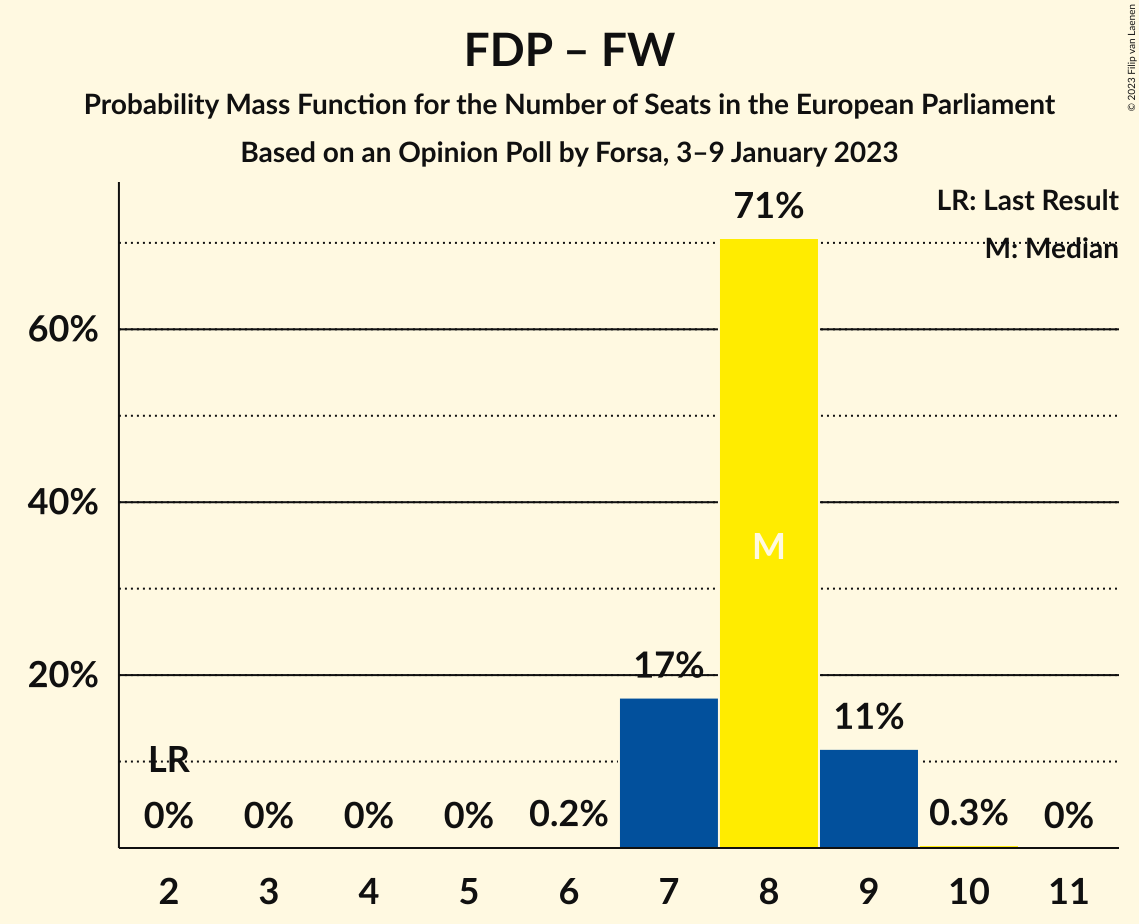 FDP – FW
Probability Mass Function for the Number of Seats in the European Parliament
Based on an Opinion Poll by Forsa, 3–9 January 2023
© 2023 Filip van Laenen
LR: Last Result
M: Median
71%
60%
40%
M
20%
17%
11%
LR
0%
0%
0%
0%
0.2%
0.3%
0%
2 3 4 5 6 7 8 9 10 11